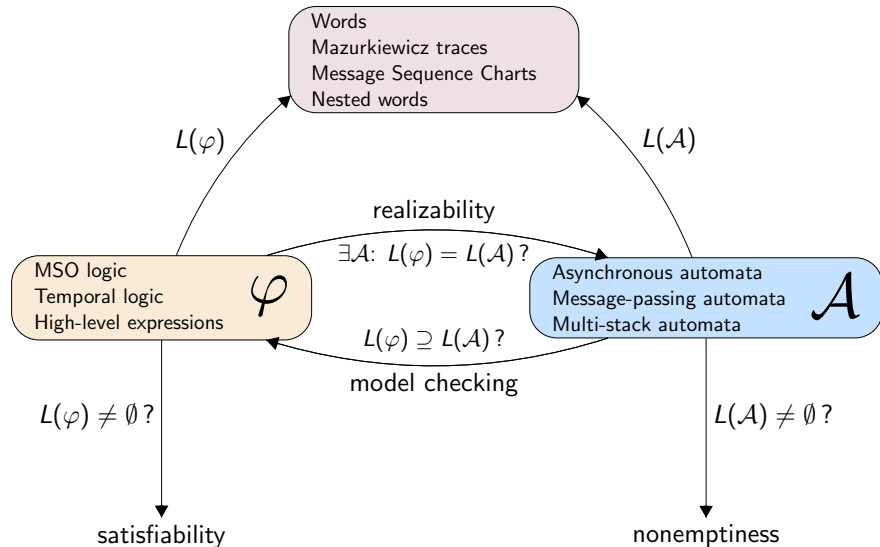 Words
Mazurkiewicz traces
Message Sequence Charts
Nested words
L(φ)
L(𝒜)
realizability
∃𝒜: L(φ) = L(𝒜) ?
MSO logic
Temporal logic
High-level expressions
φ
Asynchronous automata
Message-passing automata
Multi-stack automata
𝒜
L(φ) ⊇ L(𝒜) ?
model checking
L(φ) ≠ ∅ ?
L(𝒜) ≠ ∅ ?
satisfiability
nonemptiness